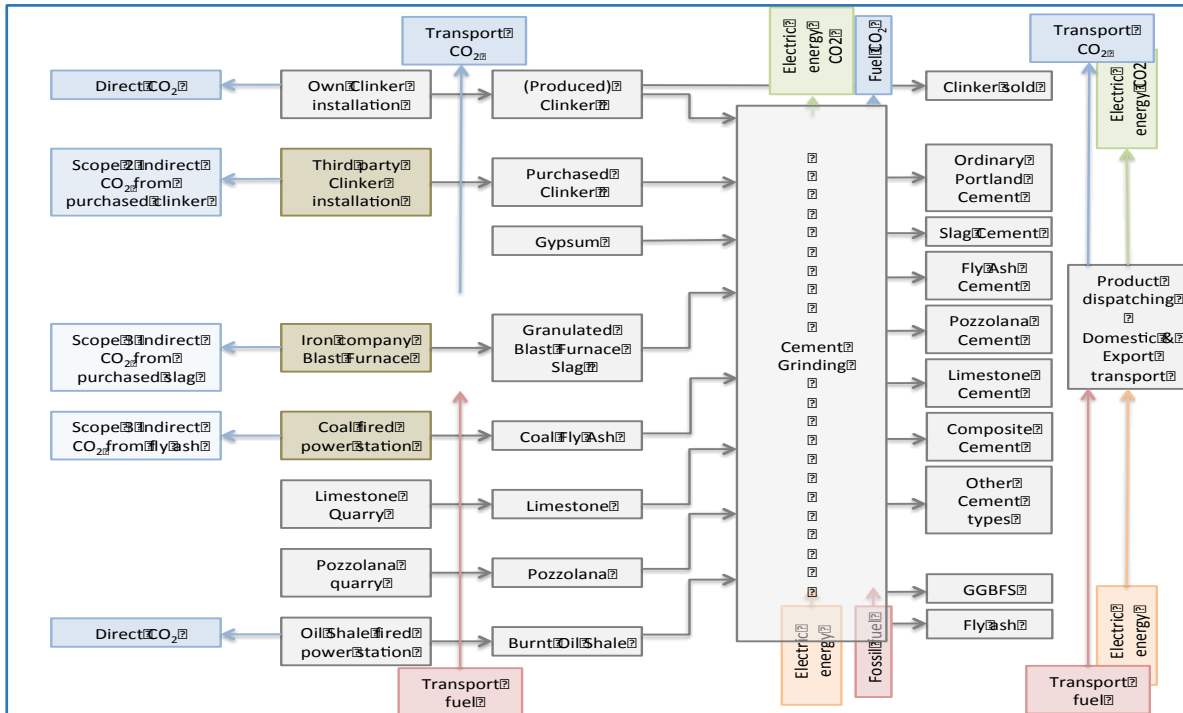 Transport
CO₂
Direct CO₂
Own Clinker
installation
(Produced)
Clinker
Electric
energy
CO2
Fuel CO₂
Clinker sold
Transport
CO₂
Electric
energy CO2
Scope 2 Indirect
CO₂ from
purchased clinker
Third party
Clinker
installation
Purchased
Clinker
Ordinary
Portland
Cement
Gypsum
Slag Cement
Fly Ash
Cement
Product
dispatching
Domestic &
Export
transport
Scope 3 Indirect
CO₂ from
purchased slag
Iron company
Blast Furnace
Granulated
Blast Furnace
Slag
Cement
Grinding
Pozzolana
Cement
Limestone
Cement
Scope 3 Indirect
CO₂ from fly ash
Coal fired
power station
Coal Fly Ash
Composite
Cement
Limestone
Quarry
Limestone
Other
Cement
types
Pozzolana
quarry
Pozzolana
GGBFS
Direct CO₂
Oil Shale fired
power station
Burnt Oil Shale
Fly ash
Electric
energy
Fossil fuel
Electric
energy
Transport
fuel
Transport
fuel